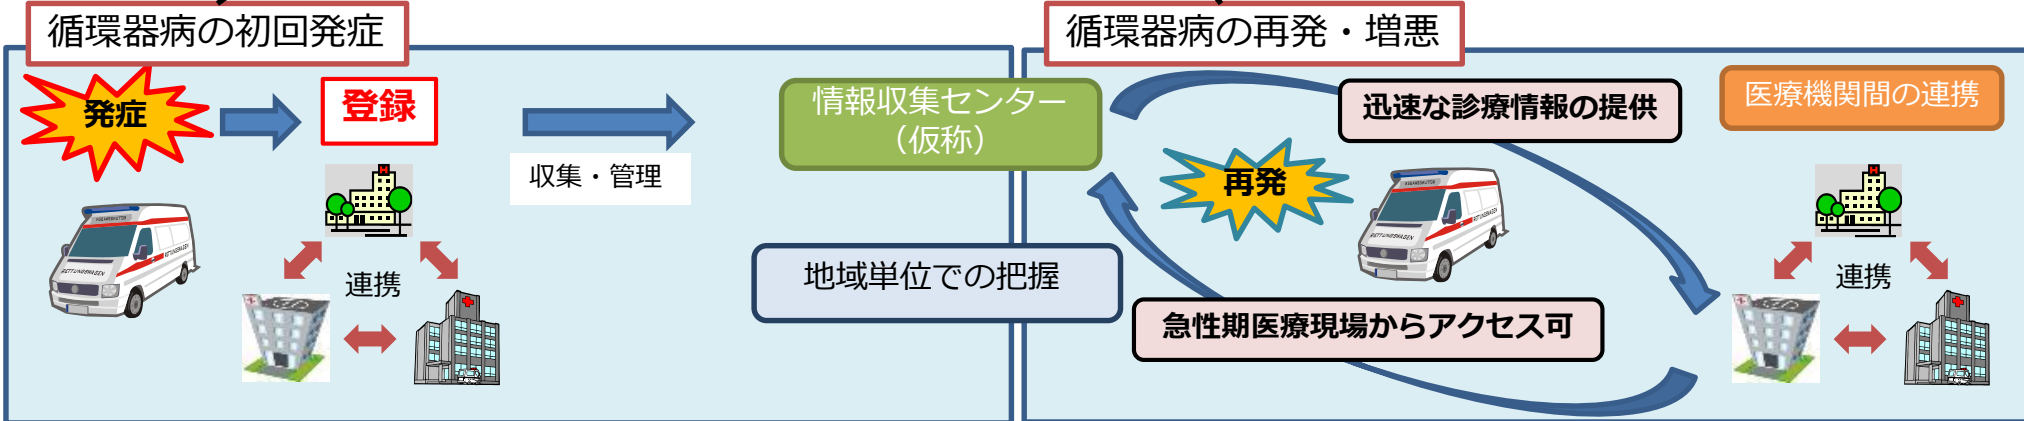 循環器病の初回発症
循環器病の再発・増悪
発症
登録
収集・管理
情報収集センター
（仮称）
迅速な診療情報の提供
医療機関間の連携
再発
連携
地域単位での把握
急性期医療現場からアクセス可
連携
RETTUNGSWAGEN
RETTUNGSWAGEN